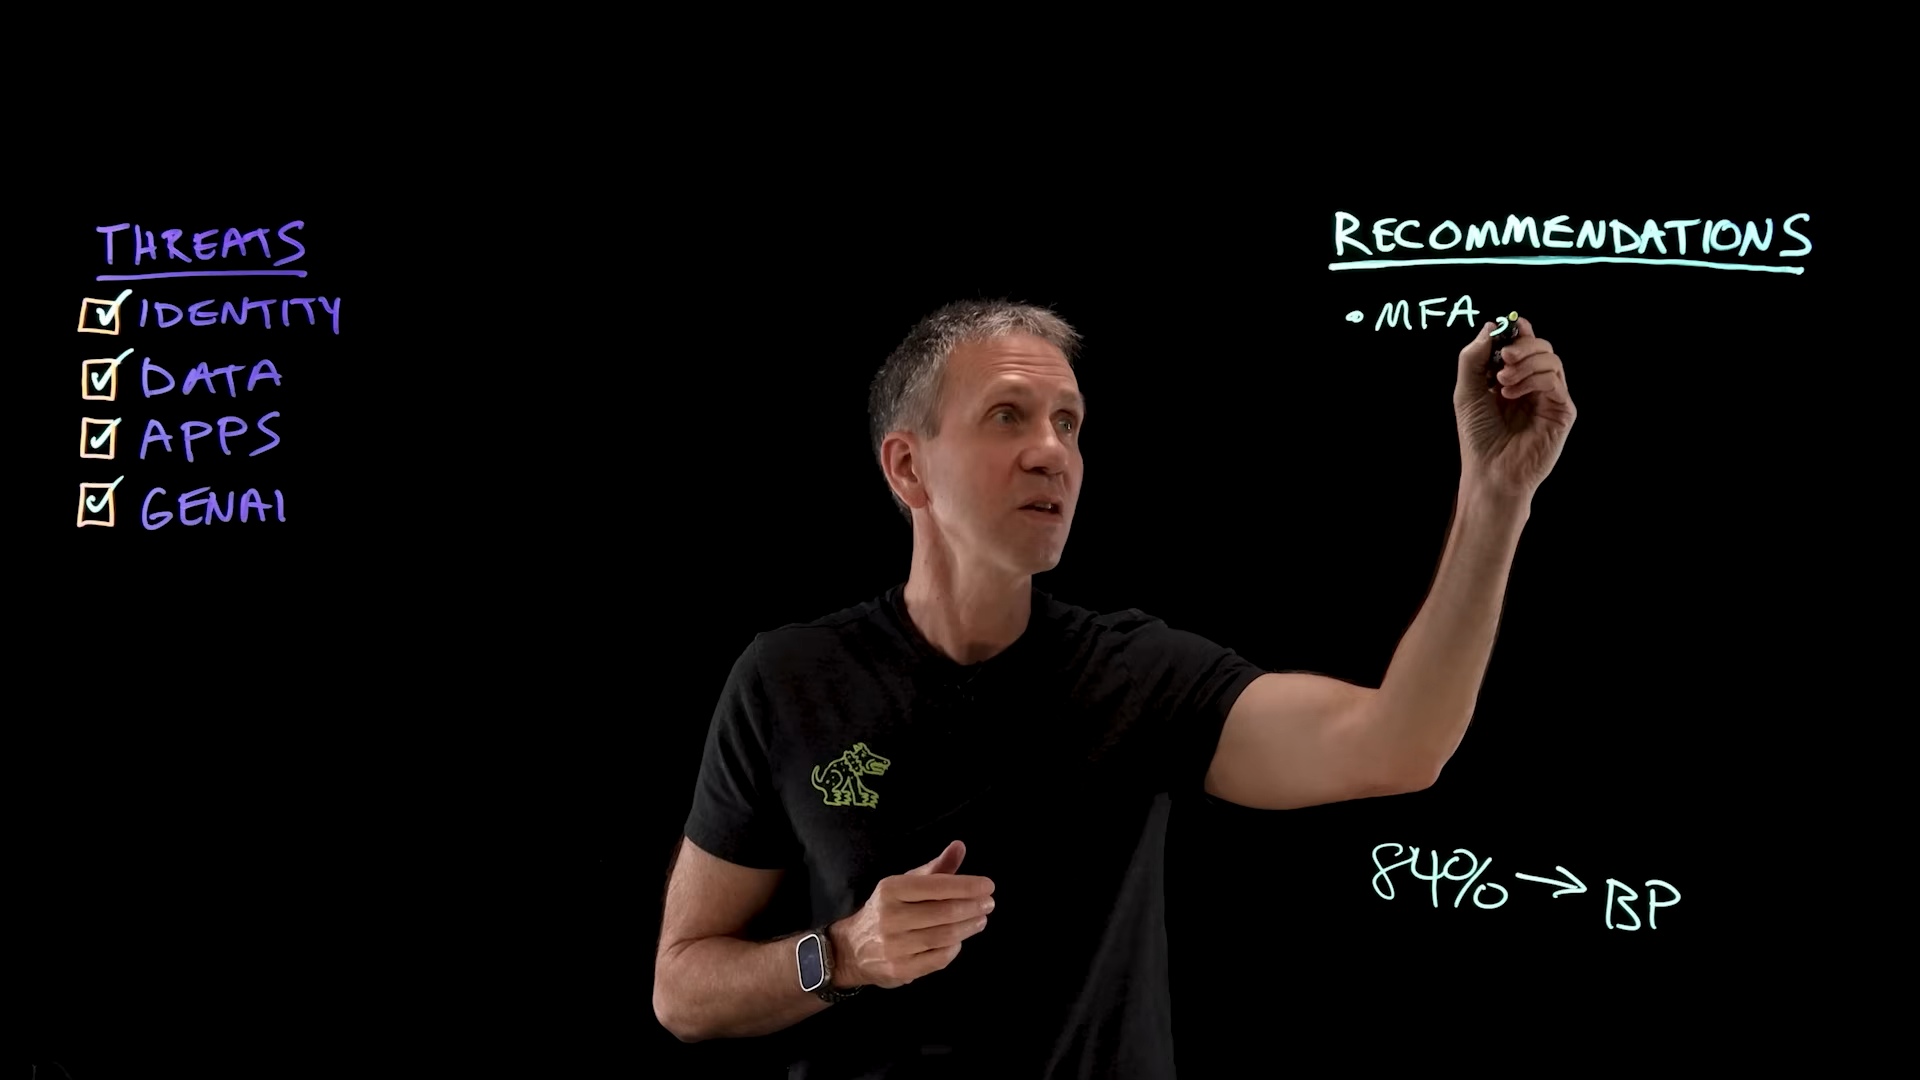 THREATS
IDENTITY
DATA
APPS
GENAI
RECOMMENDATIONS
• MFA,
84% → BP